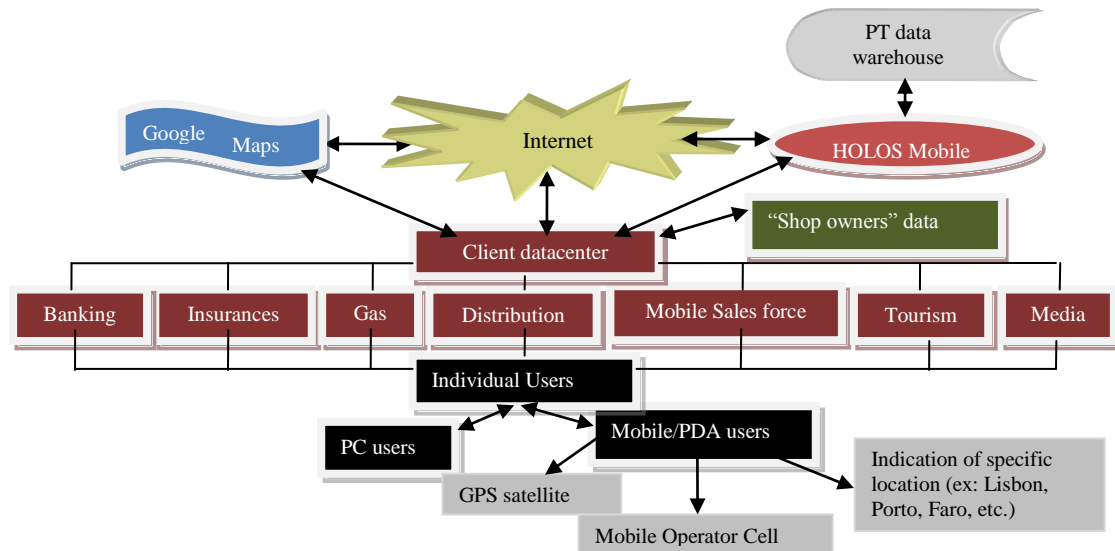 PT data
warehouse
Google
Maps
Internet
HOLOS Mobile
“Shop owners” data
Client datacenter
Banking
Insurances
Gas
Distribution
Mobile Sales force
Tourism
Media
Individual Users
PC users
Mobile/PDA users
GPS satellite
Mobile Operator Cell
Indication of specific
location (ex: Lisbon,
Porto, Faro, etc.)